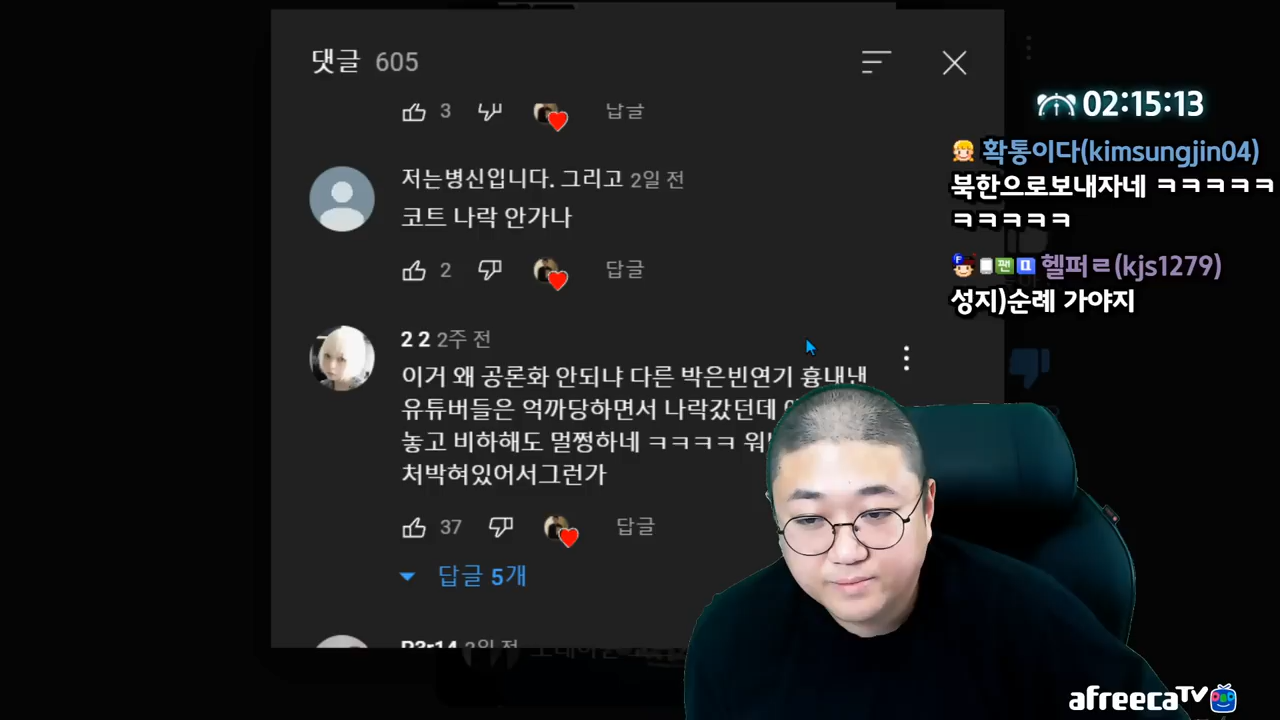 댓글 605
3 답글
저는병신입니다. 그리고 2일 전
코트 나락 안가나
2 답글
2 2 2주 전
이거 왜 공론화 안되냐 다른 박은빈연기 흉내낸
유튜버들은 억까당하면서 나락갔던데
놓고 비하해도 멀쩡하네 ㅋㅋㅋㅋ
처박혀있어서그런가
37 답글
답글 5개
02:15:13
확통이다(kimsungjin04)
북한으로보내자네 ㅋㅋㅋㅋㅋ
ㅋㅋㅋㅋㅋ
F 팬 헬퍼ㄹ(kjs1279)
성지)순례 가야지
afreecaTV